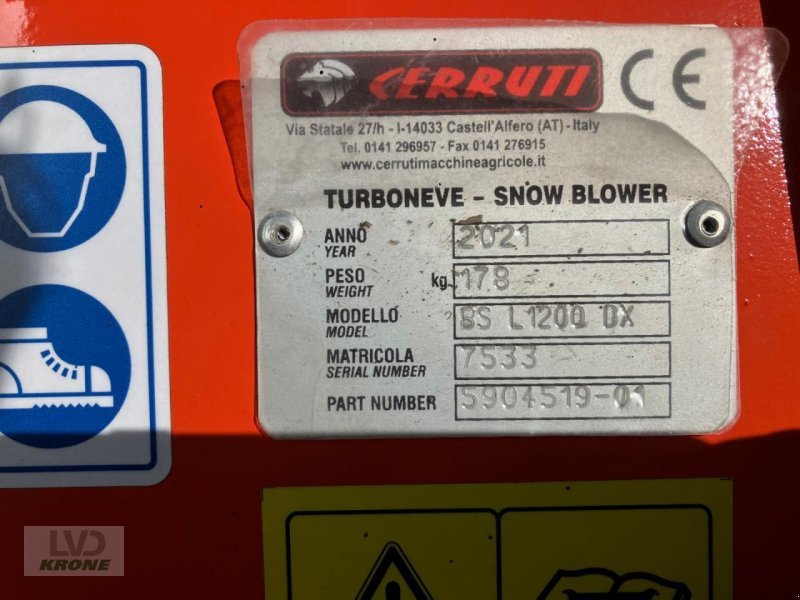 CERRUTI CE
Via Statale 27/h - I-14033 Castell'Alfero (AT) - Italy
Tel. 0141 296957 - Fax 0141 276915
www.cerrutimacchineagricole.it
TURBONEVE - SNOW BLOWER
ANNO 2021
YEAR
PESO kg. 178
WEIGHT
MODELLO BS L1200 DX
MODEL
MATRICOLA 7533
SERIAL NUMBER
PART NUMBER 5904519-01
LVD
KRONE